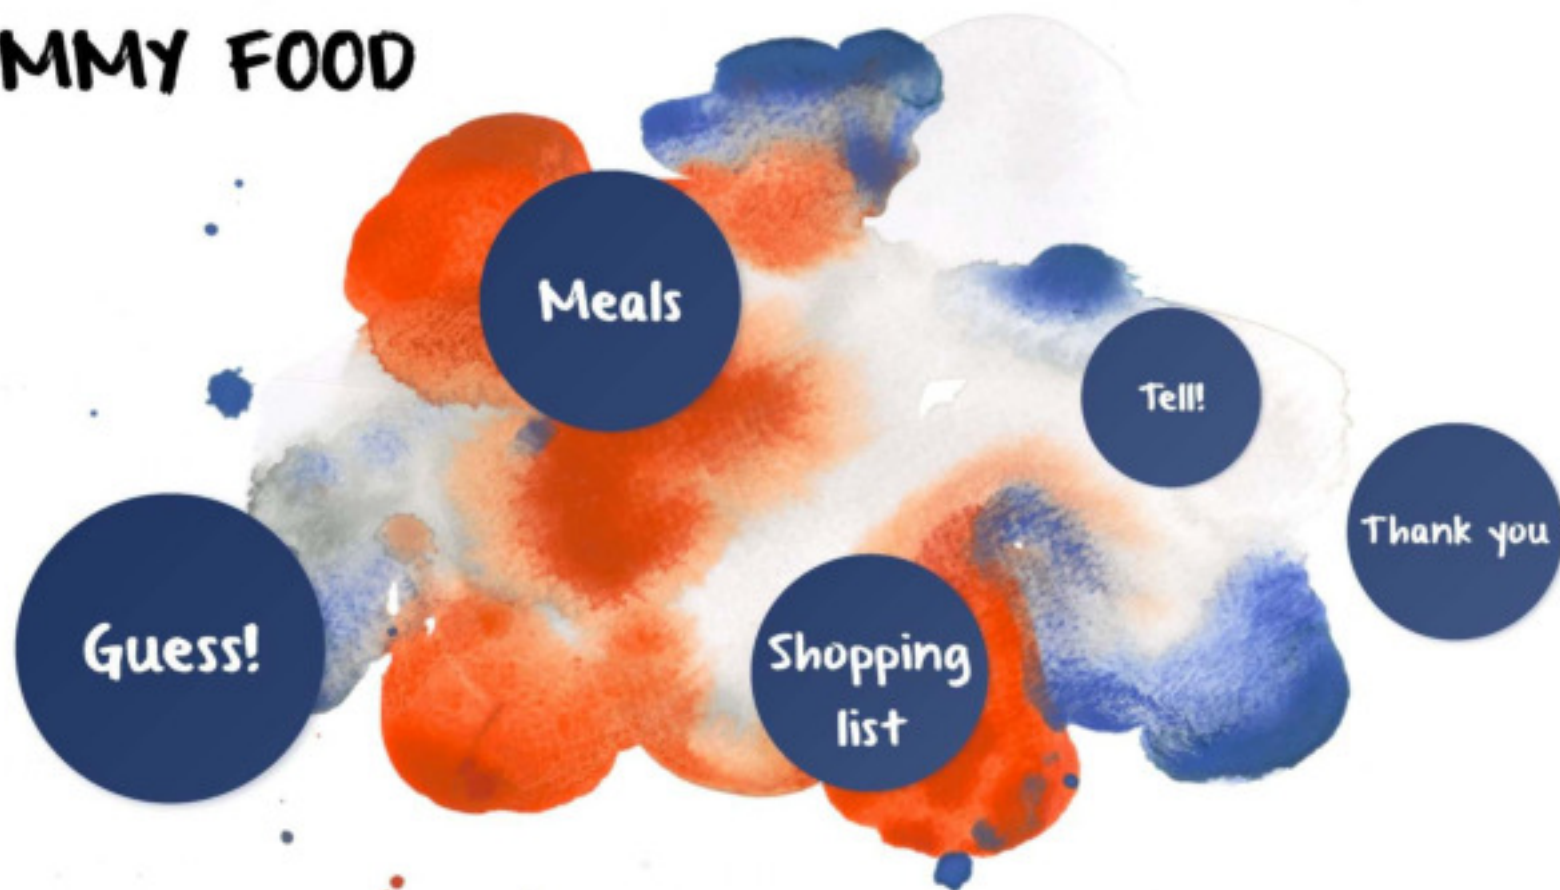 MMY FOOD
Meals
Tell!
Thank you
Guess!
Shopping
list